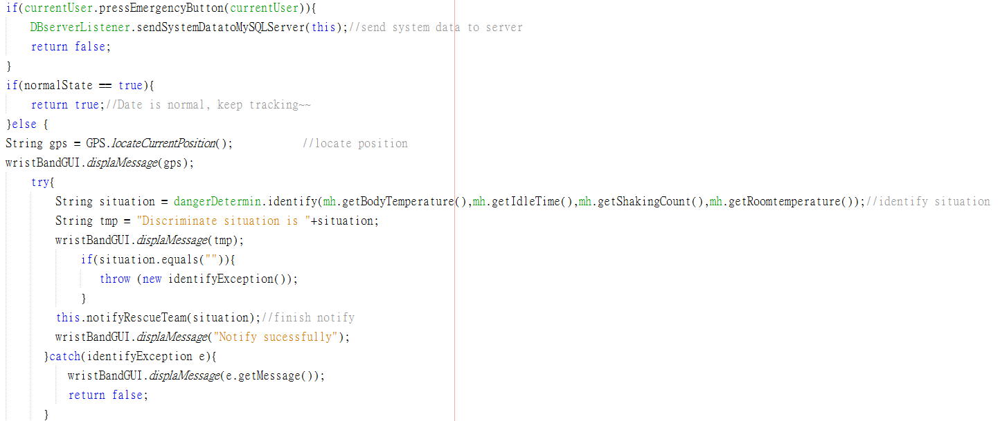 if(currentUser.pressEmergencyButton(currentUser)){
DBserverListener.sendSystemDatatoMySQLServer(this);//send system data to server
return false;
}
if(normalState == true){
return true;//Date is normal, keep tracking~~
}else {
String gps = GPS.locateCurrentPosition(); //locate position
wristBandGUI.displaMessage(gps);
try{
String situation = dangerDetermin.identify(mh.getBodyTemperature(),mh.getIdleTime(),mh.getShakingCount(),mh.getRoomtemperature());//identify situation
String tmp = "Discriminate situation is "+situation;
wristBandGUI.displaMessage(tmp);
if(situation.equals("")){
throw (new identifyException());
}
this.notifyRescueTeam(situation);//finish notify
wristBandGUI.displaMessage("Notify sucessfully");
}catch(identifyException e){
wristBandGUI.displaMessage(e.getMessage());
return false;
}